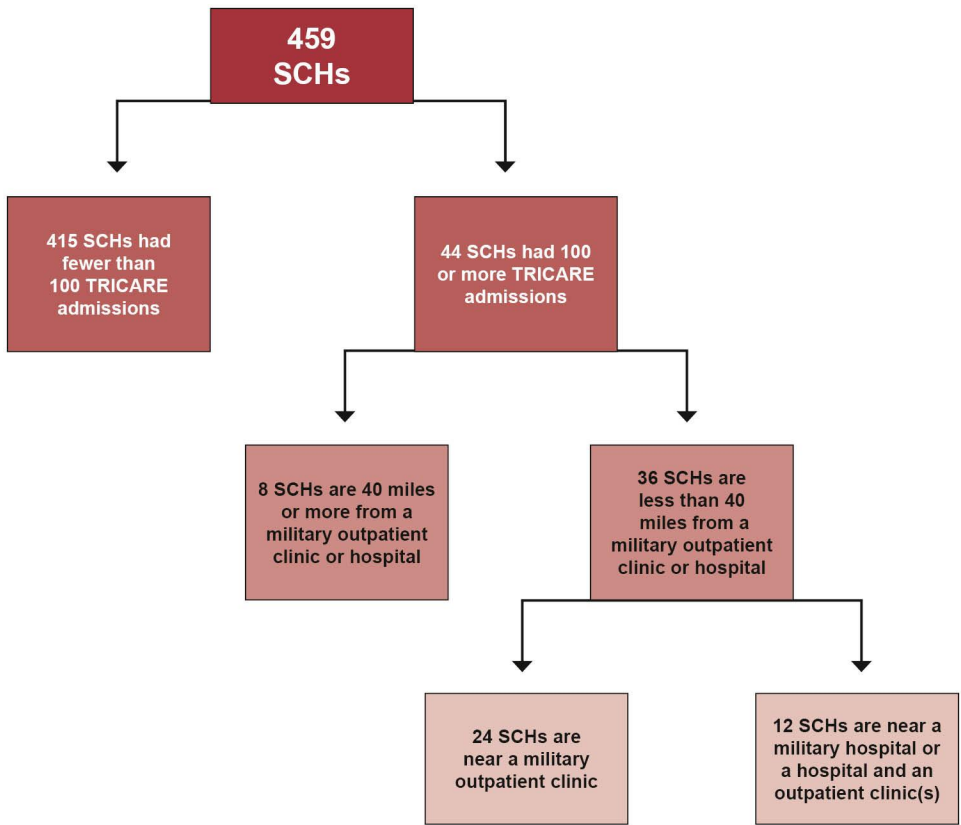 459
SCHs
415 SCHs had
fewer than
100 TRICARE
admissions
44 SCHs had 100
or more TRICARE
admissions
8 SCHs are 40 miles
or more from a
military outpatient
clinic or hospital
36 SCHs are
less than 40
miles from a
military outpatient
clinic or hospital
24 SCHs are
near a military
outpatient clinic
12 SCHs are near a
military hospital or
a hospital and an
outpatient clinic(s)